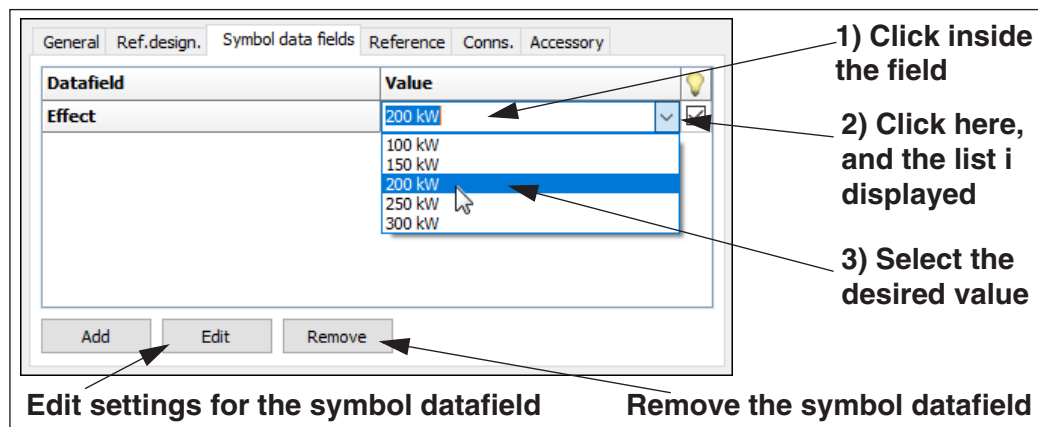 General Ref.design. Symbol data fields Reference Conns. Accessory
1) Click inside
the field
Datafield Value
Effect 200 kW
2) Click here,
and the list i
displayed
100 kW
150 kW
200 kW
250 kW
300 kW
3) Select the
desired value
Add Edit Remove
Edit settings for the symbol datafield Remove the symbol datafield